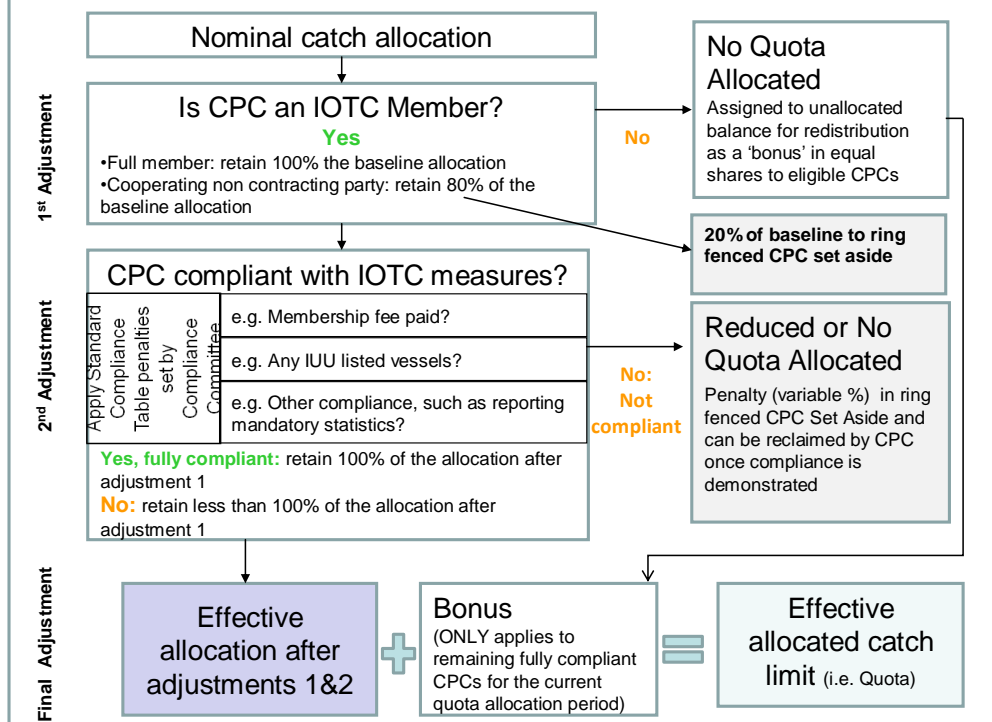 Nominal catch allocation
1st Adjustment
Is CPC an IOTC Member?
Yes
•Full member: retain 100% the baseline allocation
•Cooperating non contracting party: retain 80% of the
baseline allocation
No
No Quota
Allocated
Assigned to unallocated
balance for redistribution
as a ‘bonus’ in equal
shares to eligible CPCs
20% of baseline to ring
fenced CPC set aside
2nd Adjustment
CPC compliant with IOTC measures?
Apply Standard
Compliance
Table penalties
set by
Compliance
Committee
e.g. Membership fee paid?
e.g. Any IUU listed vessels?
e.g. Other compliance, such as reporting
mandatory statistics?
Yes, fully compliant: retain 100% of the allocation after
adjustment 1
No: retain less than 100% of the allocation after
adjustment 1
No:
Not
compliant
Reduced or No
Quota Allocated
Penalty (variable %) in ring
fenced CPC Set Aside and
can be reclaimed by CPC
once compliance is
demonstrated
Final Adjustment
Effective
allocation after
adjustments 1&2
+
Bonus
(ONLY applies to
remaining fully compliant
CPCs for the current
quota allocation period)
=
Effective
allocated catch
limit (i.e. Quota)